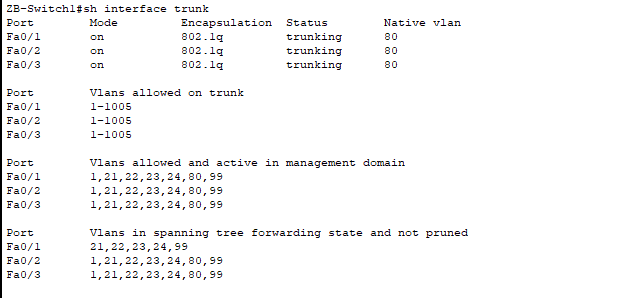 ZB-Switch1#sh interface trunk
Port Mode Encapsulation Status Native vlan
Fa0/1 on 802.1q trunking 80
Fa0/2 on 802.1q trunking 80
Fa0/3 on 802.1q trunking 80
Port Vlans allowed on trunk
Fa0/1 1-1005
Fa0/2 1-1005
Fa0/3 1-1005
Port Vlans allowed and active in management domain
Fa0/1 1,21,22,23,24,80,99
Fa0/2 1,21,22,23,24,80,99
Fa0/3 1,21,22,23,24,80,99
Port Vlans in spanning tree forwarding state and not pruned
Fa0/1 21,22,23,24,99
Fa0/2 1,21,22,23,24,80,99
Fa0/3 1,21,22,23,24,80,99